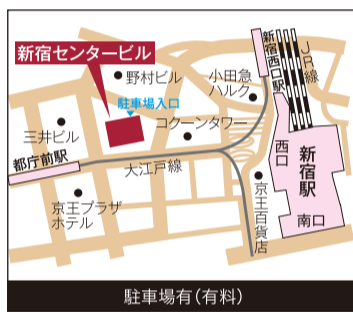 新宿センタービル
野村ビル
小田急
ハルク
新宿西口駅
JR線
駐車場入口
三井ビル
コクーンタワー
都庁前駅
大江戸線
西口
新宿駅
京王プラザ
ホテル
京王百貨店
南口
駐車場有(有料)